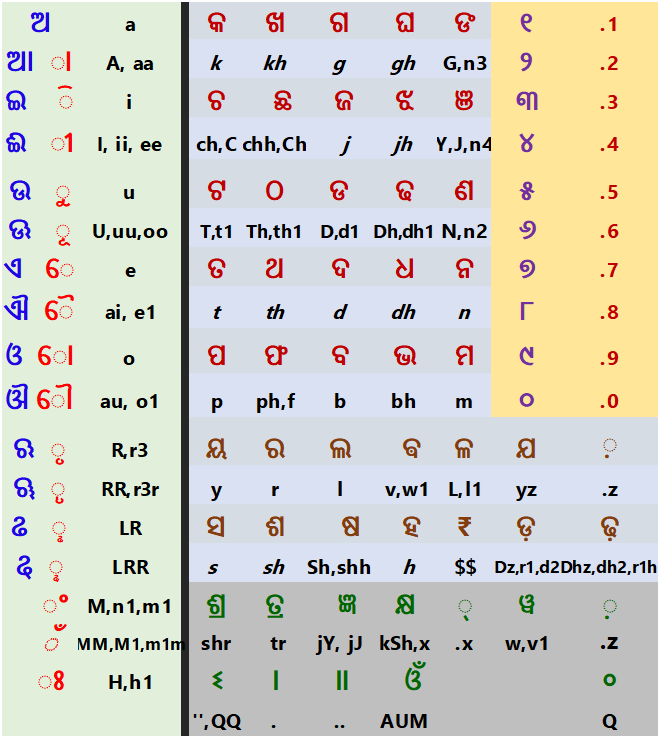 ଅ a କ ଖ ଗ ଘ ଙ ୧ .1
ଆ ା A, aa k kh g gh G,n3 ୨ .2
ଇ ି i ଚ ଛ ଜ ଝ ଞ ୩ .3
ଈ ୀ I, ii, ee ch,C chh,Ch j jh Y,J,n4 ୪ .4
ଉ ୁ u ଟ ଠ ଡ ଢ ଣ ୫ .5
ଊ ୂ U,uu,oo T,t1 Th,th1 D,d1 Dh,dh1 N,n2 ୬ .6
ଏ େ e ତ ଥ ଦ ଧ ନ ୭ .7
ଐ ୈ ai, e1 t th d dh n ୮ .8
ଓ ୋ o ପ ଫ ବ ଭ ମ ୯ .9
ଔ ୌ au, o1 p ph,f b bh m ୦ .0
ଋ ୃ R,r3 ୟ ର ଲ ଵ ଳ ଯ ଼
ୠ ୄ RR,r3r y r l v,w1 L,l1 yz .z
ଌ ୢ LR ସ ଶ ଷ ହ ₹ ଡ଼ ଢ଼
ୡ ୣ LRR s sh Sh,shh h $$ Dz,r1,d2 Dhz,dh2,r1h
ଂ M,n1,m1 ଶ୍ର ତ୍ର ଜ୍ଞ କ୍ଷ ୍ ୱ ଼
ଁ MM,M1,m1m shr tr jY, jJ kSh,x .x w,v1 .z
ଃ H,h1 ଽ । ॥ ଓଁ ୦
'',QQ . .. AUM Q